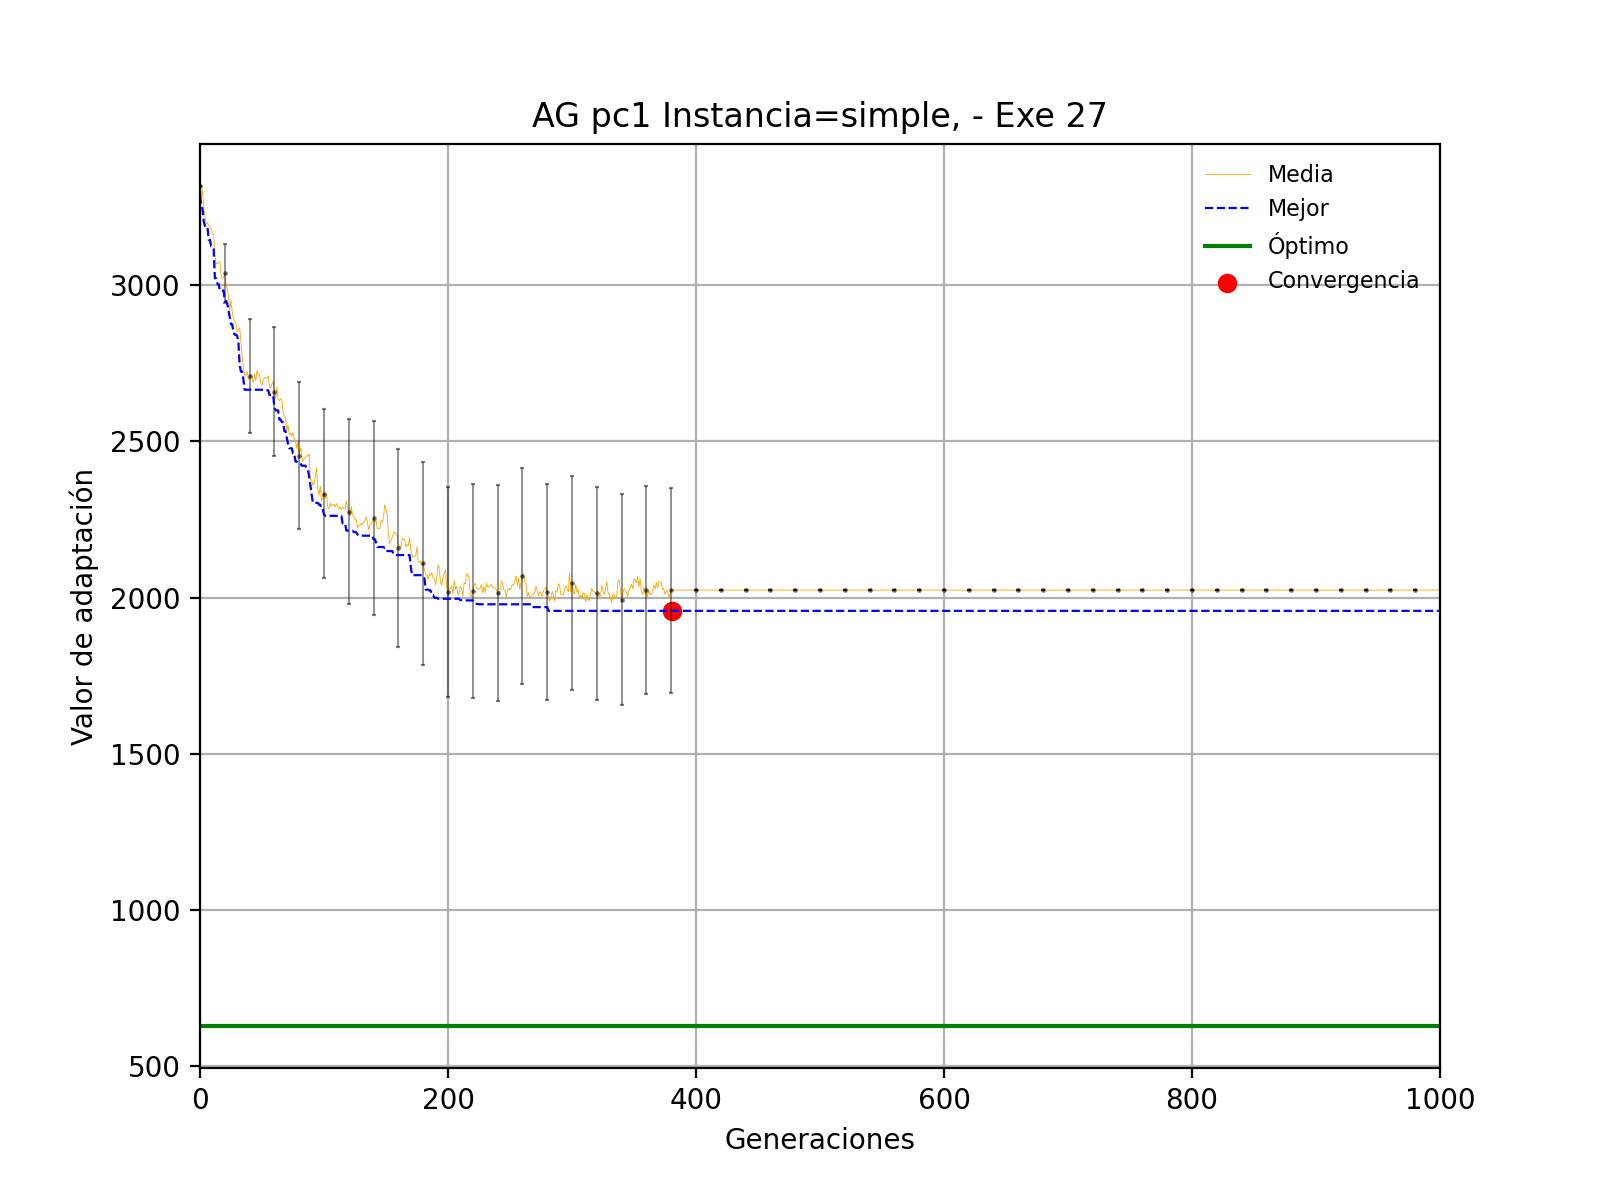 AG pc1 Instancia=simple, - Exe 27
Media
Mejor
Óptimo
Convergencia
3000
2500
2000
1500
1000
500
Valor de adaptación
0 200 400 600 800 1000
Generaciones